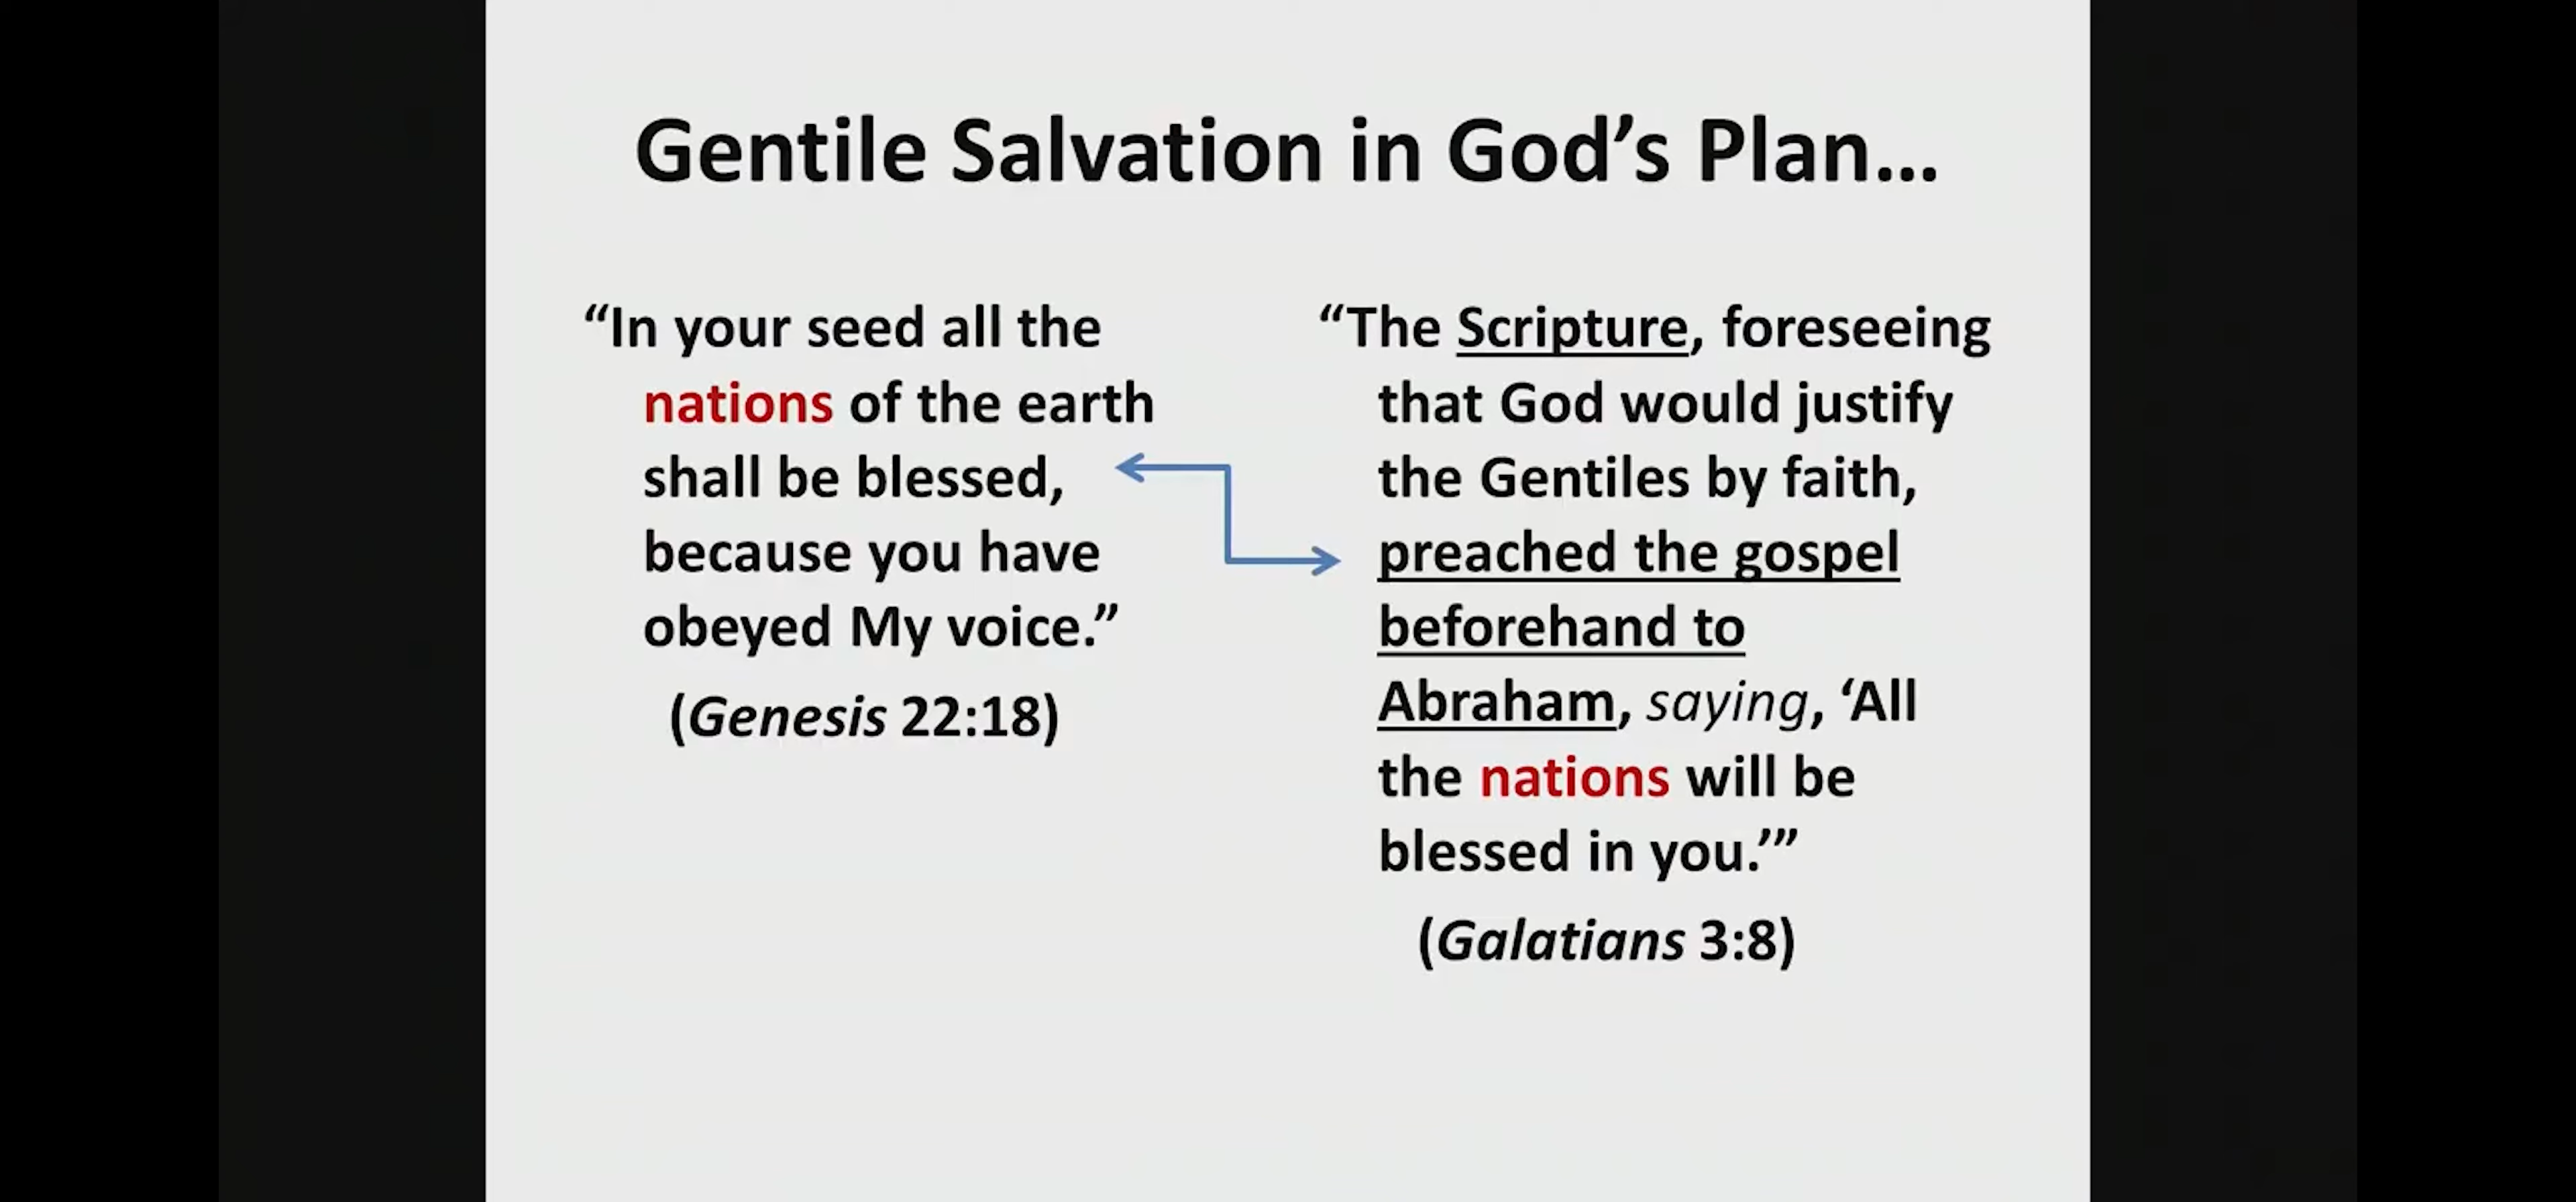 Gentile Salvation in God’s Plan...
“In your seed all the
nations of the earth
shall be blessed,
because you have
obeyed My voice.”
(Genesis 22:18)
“The Scripture, foreseeing
that God would justify
the Gentiles by faith,
preached the gospel
beforehand to
Abraham, saying, ‘All
the nations will be
blessed in you.’”
(Galatians 3:8)